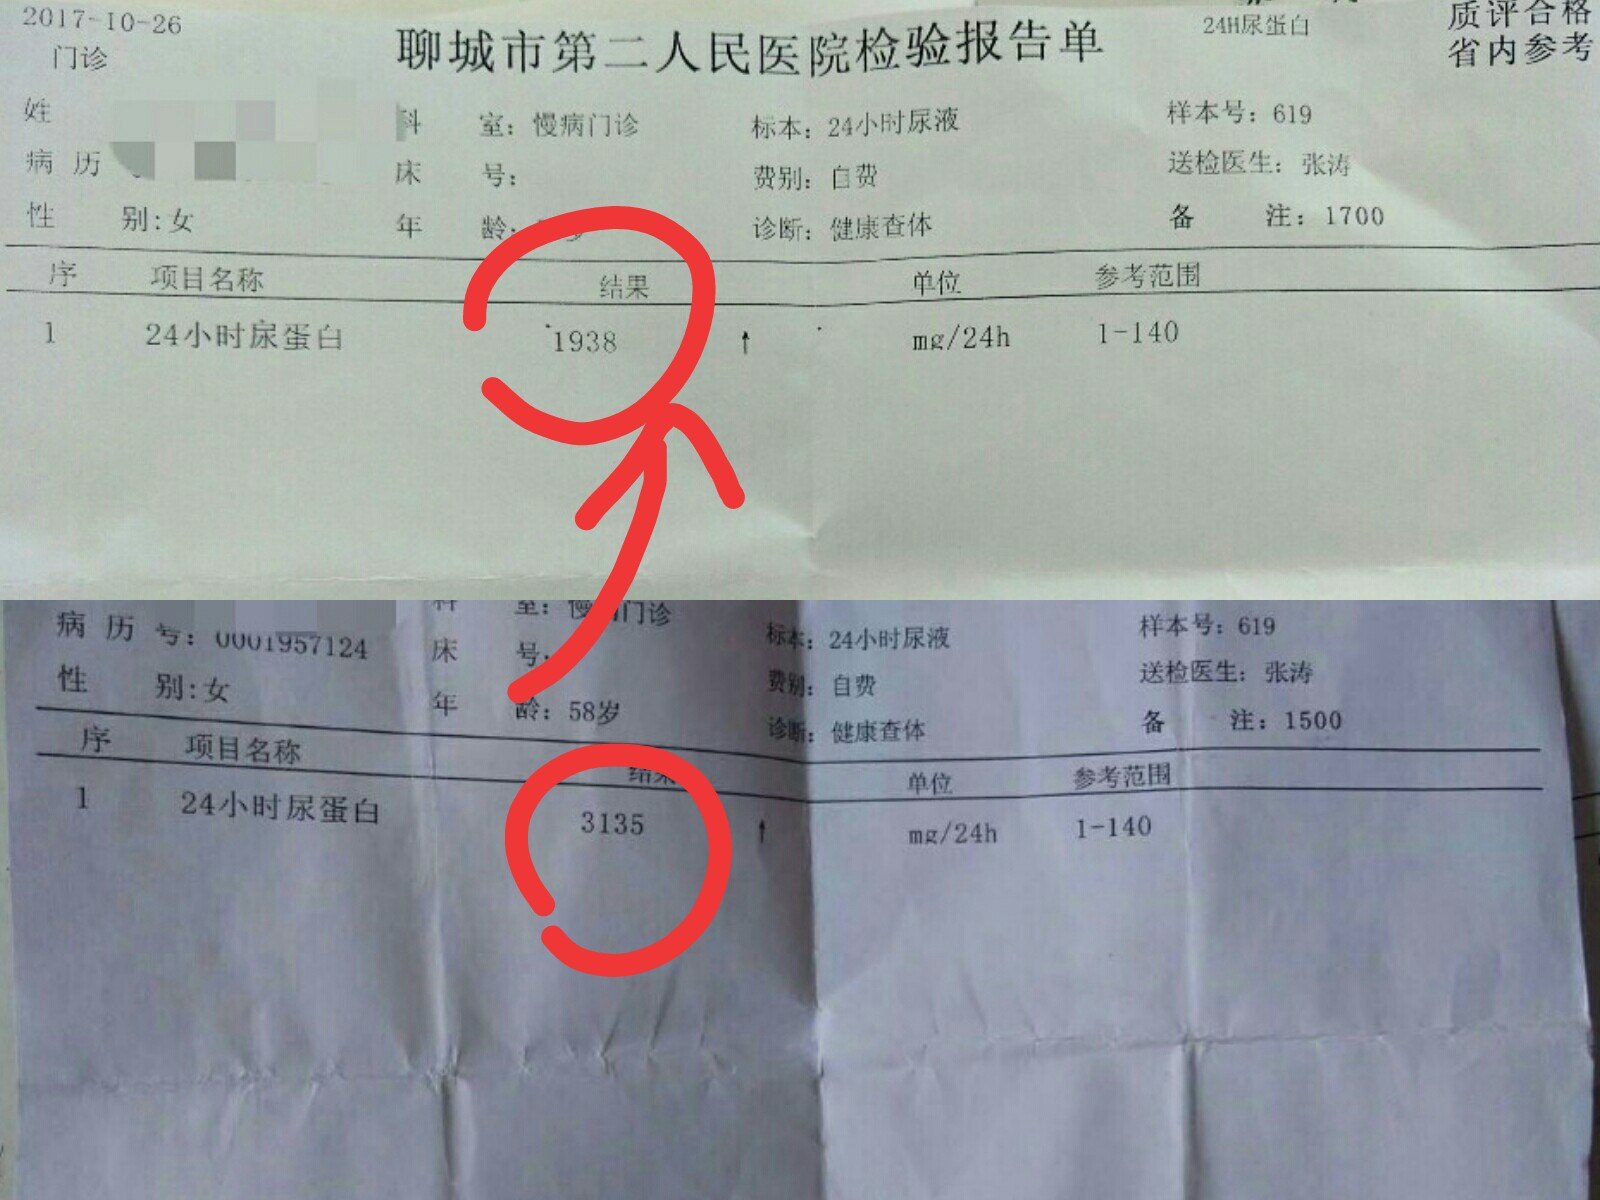 2017-10-26
门诊
聊城市第二人民医院检验报告单
24H尿蛋白
质评合格
省内参考
姓 科 室：慢病门诊 标本：24小时尿液 样本号：619
病 历 床 号： 费别：自费 送检医生：张涛
性 别:女 年 龄: 诊断：健康查体 备 注：1700
序 项目名称 结果 单位 参考范围
1 24小时尿蛋白 1938 ↑ mg/24h 1-140
科 室：慢病门诊 标本：24小时尿液 样本号：619
病 历 号：0001957124 床 号: 费别：自费 送检医生：张涛
性 别:女 年 龄：58岁 诊断：健康查体 备 注：1500
序 项目名称 结果 单位 参考范围
1 24小时尿蛋白 3135 ↑ mg/24h 1-140